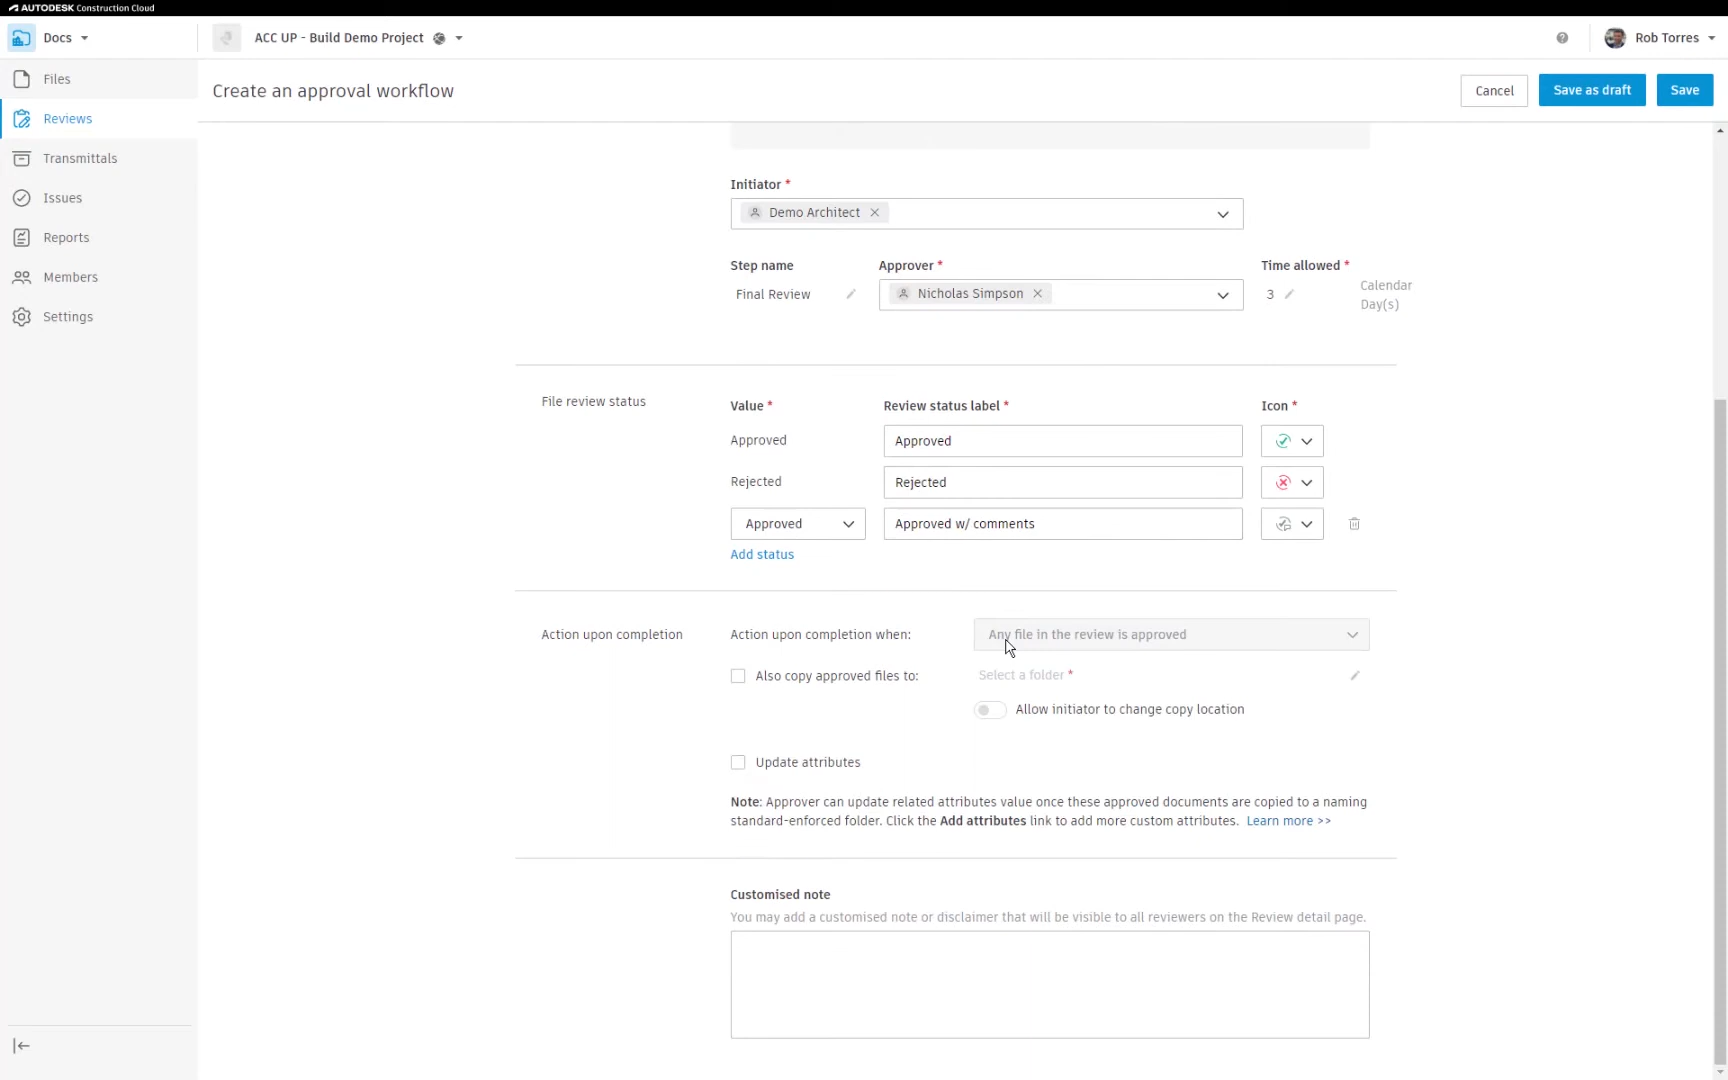 AUTODESK Construction Cloud
Docs
ACC UP - Build Demo Project
Rob Torres
Files
Reviews
Transmittals
Issues
Reports
Members
Settings
Create an approval workflow
Cancel
Save as draft
Save
Initiator *
Demo Architect
Step name
Approver *
Time allowed *
Final Review
Nicholas Simpson
3
Calendar
Day(s)
File review status
Value *
Review status label *
Icon *
Approved
Approved
Rejected
Rejected
Approved
Approved w/ comments
Add status
Action upon completion
Action upon completion when:
Any file in the review is approved
Also copy approved files to:
Select a folder *
Allow initiator to change copy location
Update attributes
Note: Approver can update related attributes value once these approved documents are copied to a naming
standard-enforced folder. Click the Add attributes link to add more custom attributes. Learn more >>
Customised note
You may add a customised note or disclaimer that will be visible to all reviewers on the Review detail page.